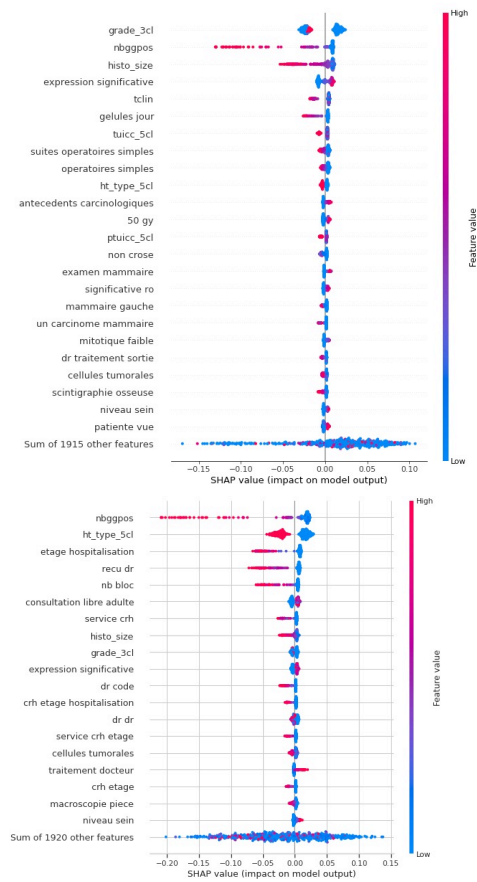 High
grade_3cl
nbggpos
histo_size
expression significative
tclin
gelules jour
tuicc_5cl
suites operatoires simples
operatoires simples
ht_type_5cl
antecedents carcinologiques
50 gy
ptuicc_5cl
non crose
examen mammaire
significative ro
mammaire gauche
un carcinome mammaire
mitotique faible
dr traitement sortie
cellules tumorales
scintigraphie osseuse
niveau sein
patiente vue
Sum of 1915 other features
Feature value
Low
−0.15 −0.10 −0.05 0.00 0.05 0.10
SHAP value (impact on model output)
High
nbggpos
ht_type_5cl
etage hospitalisation
recu dr
nb bloc
consultation libre adulte
service crh
histo_size
grade_3cl
expression significative
dr code
crh etage hospitalisation
dr dr
service crh etage
cellules tumorales
traitement docteur
crh etage
macroscopie piece
niveau sein
Sum of 1920 other features
Feature value
Low
−0.20 −0.15 −0.10 −0.05 0.00 0.05 0.10 0.15
SHAP value (impact on model output)